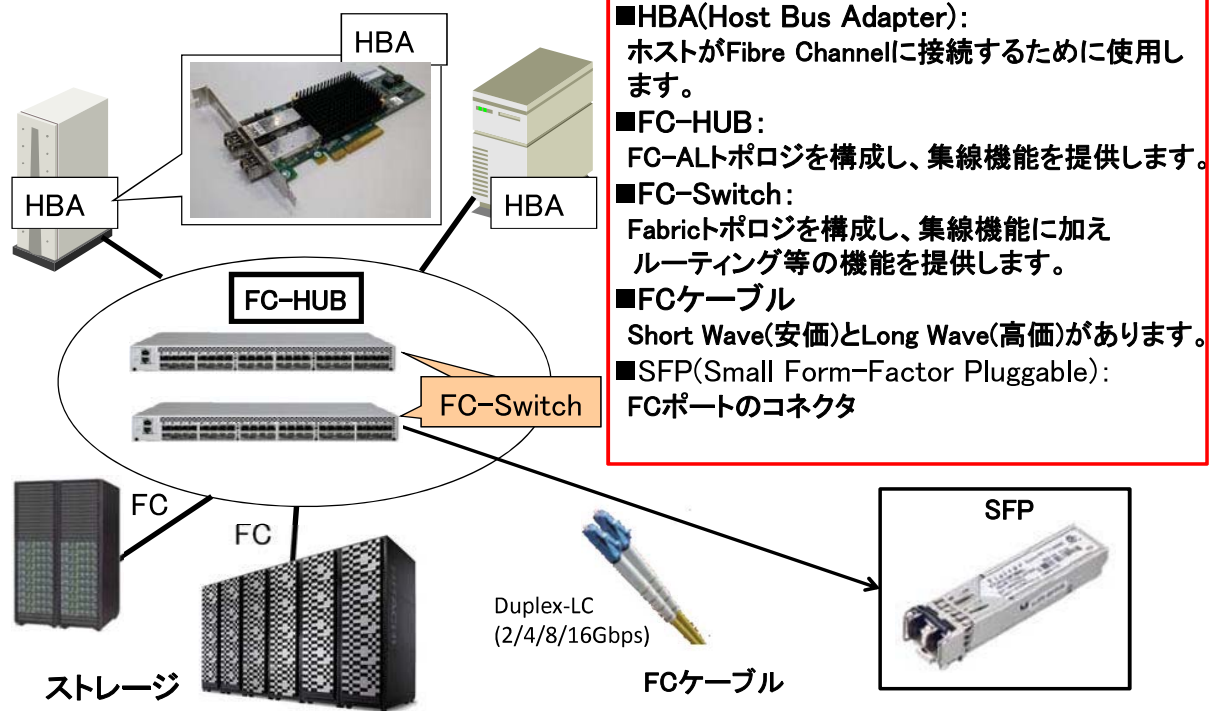 HBA
HBA
HBA
FC-HUB
FC-Switch
FC
FC
ストレージ
Duplex-LC
(2/4/8/16Gbps)
FCケーブル
SFP
■HBA(Host Bus Adapter):
ホストがFibre Channelに接続するために使用し
ます。
■FC-HUB:
FC-ALトポロジを構成し、集線機能を提供します。
■FC-Switch:
Fabricトポロジを構成し、集線機能に加え
ルーティング等の機能を提供します。
■FCケーブル
Short Wave(安価)とLong Wave(高価)があります。
■SFP(Small Form-Factor Pluggable):
FCポートのコネクタ